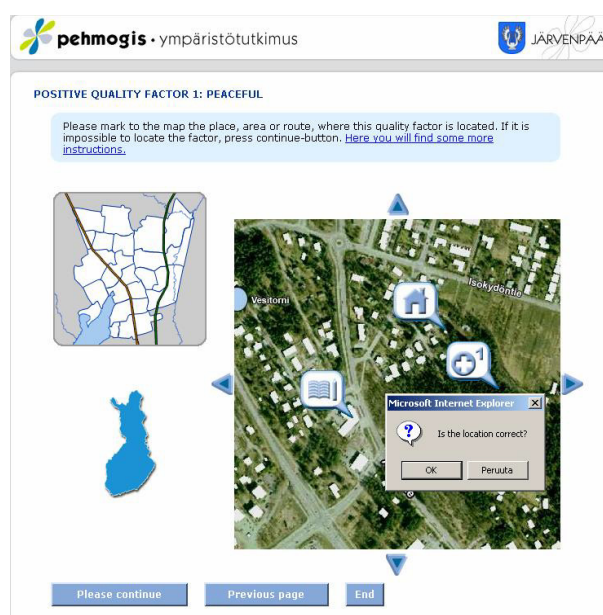 pehmogis · ympäristötutkimus
JÄRVENPÄÄ
POSITIVE QUALITY FACTOR 1: PEACEFUL
Please mark to the map the place, area or route, where this quality factor is located. If it is
impossible to locate the factor, press continue-button. Here you will find some more
instructions.
Isokydöntie
Vesitorni
1
Microsoft Internet Explorer
Is the location correct?
OK
Peruuta
Please continue
Previous page
End